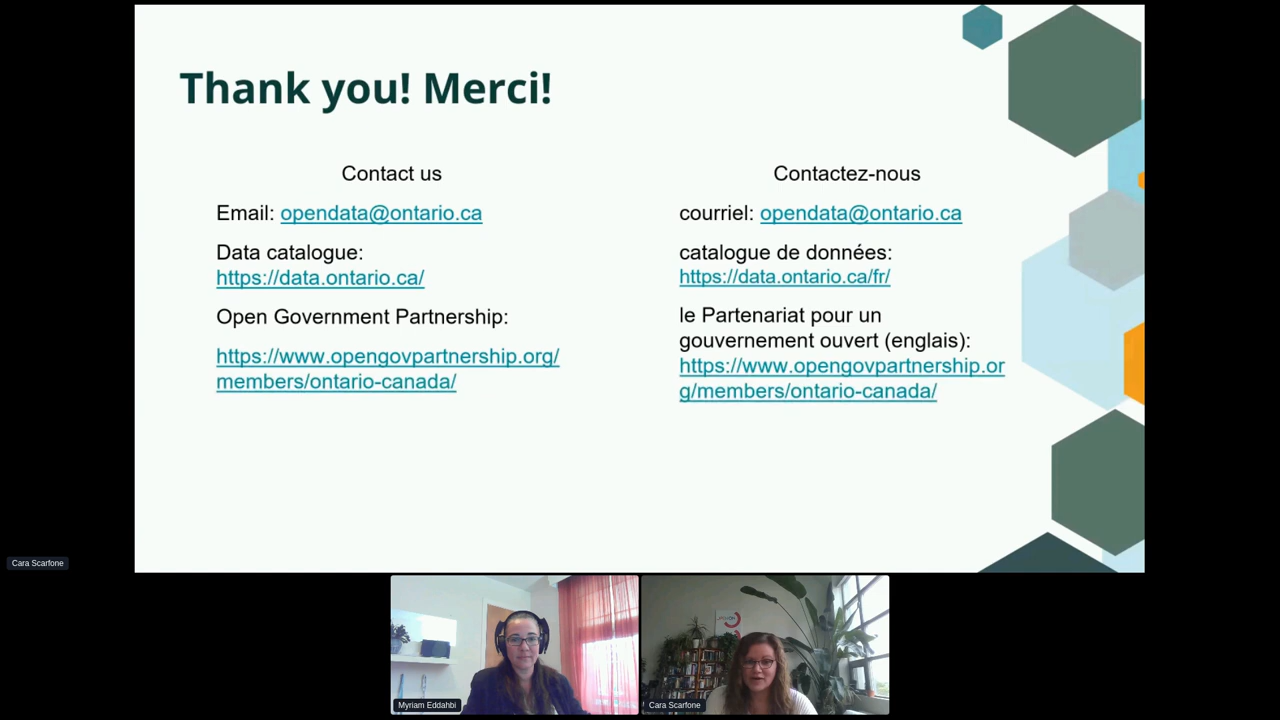 Thank you! Merci!
Contact us
Email: opendata@ontario.ca
Data catalogue:
https://data.ontario.ca/
Open Government Partnership:
https://www.opengovpartnership.org/
members/ontario-canada/
Contactez-nous
courriel: opendata@ontario.ca
catalogue de données:
https://data.ontario.ca/fr/
le Partenariat pour un
gouvernement ouvert (englais):
https://www.opengovpartnership.or
g/members/ontario-canada/
Cara Scarfone
Myriam Eddahbi
Cara Scarfone